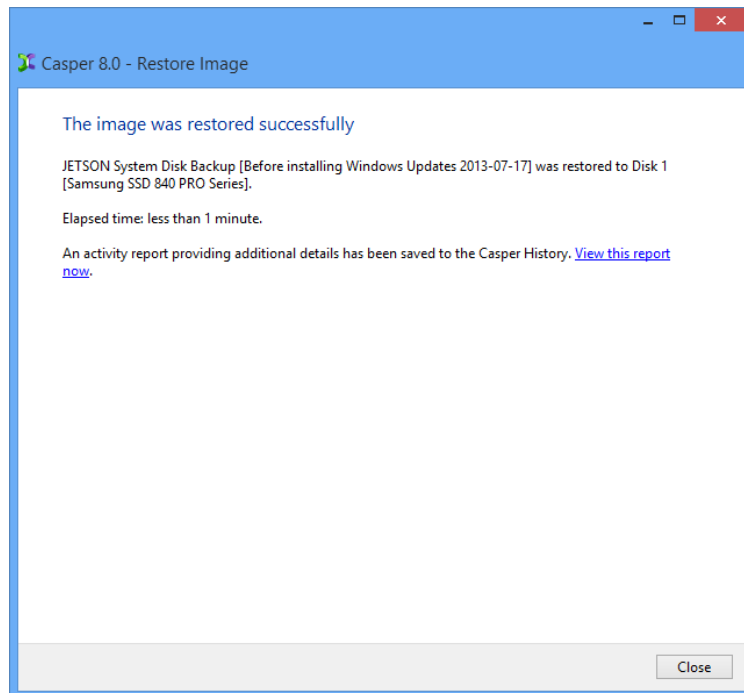 Casper 8.0 - Restore Image
The image was restored successfully
JETSON System Disk Backup [Before installing Windows Updates 2013-07-17] was restored to Disk 1
[Samsung SSD 840 PRO Series].
Elapsed time: less than 1 minute.
An activity report providing additional details has been saved to the Casper History. View this report
now.
Close